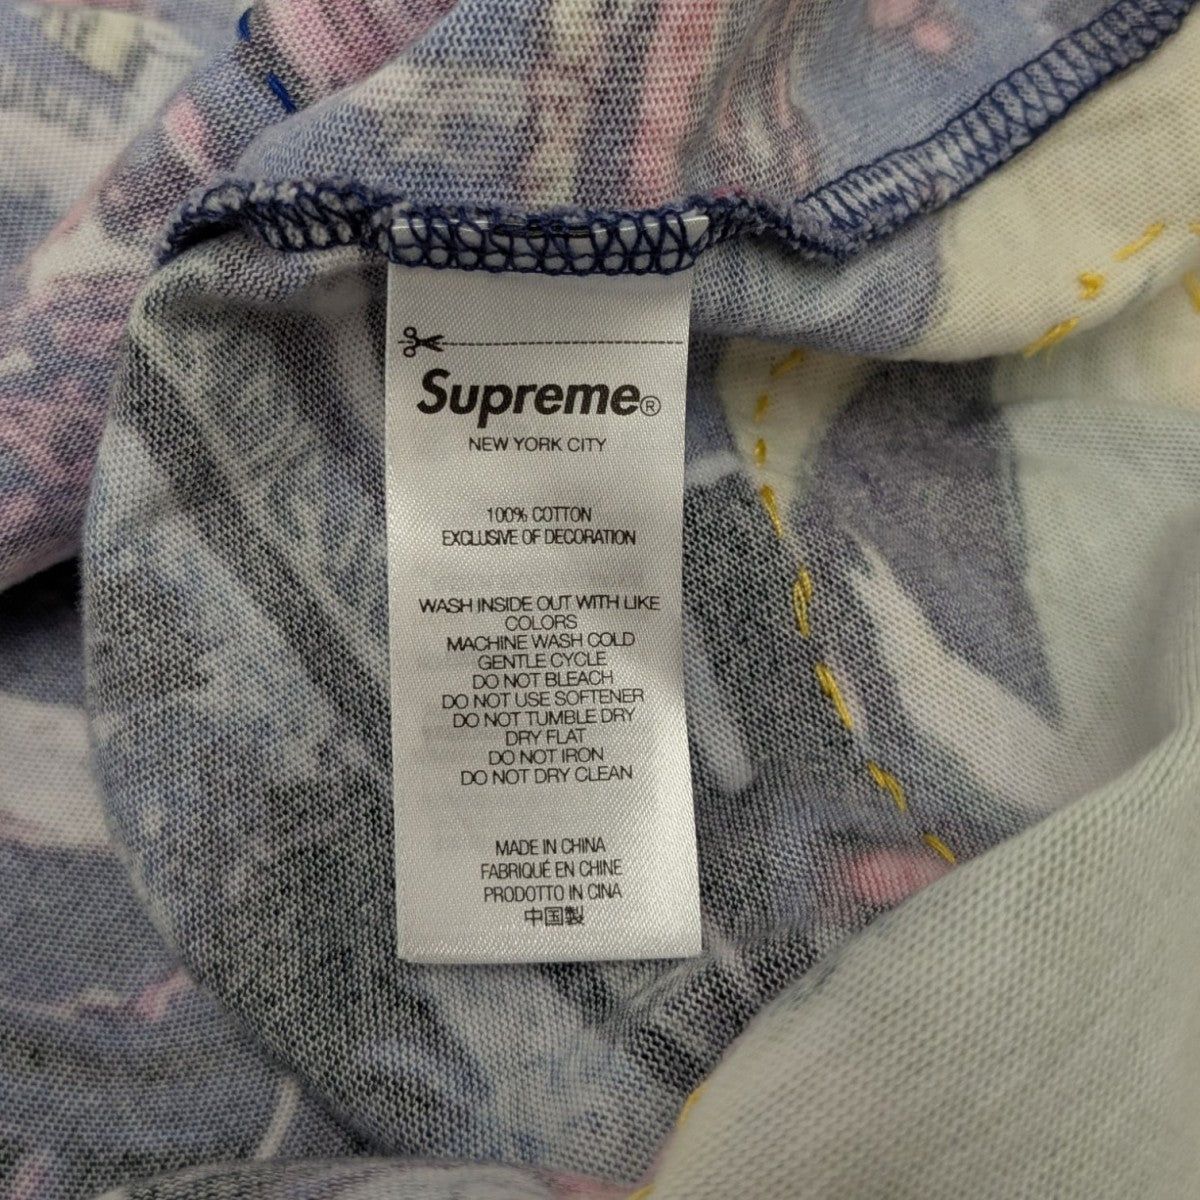 Supreme®
NEW YORK CITY
100% COTTON
EXCLUSIVE OF DECORATION
WASH INSIDE OUT WITH LIKE
COLORS
MACHINE WASH COLD
GENTLE CYCLE
DO NOT BLEACH
DO NOT USE SOFTENER
DO NOT TUMBLE DRY
DRY FLAT
DO NOT IRON
DO NOT DRY CLEAN
MADE IN CHINA
FABRIQUÉ EN CHINE
PRODOTTO IN CINA
中国製